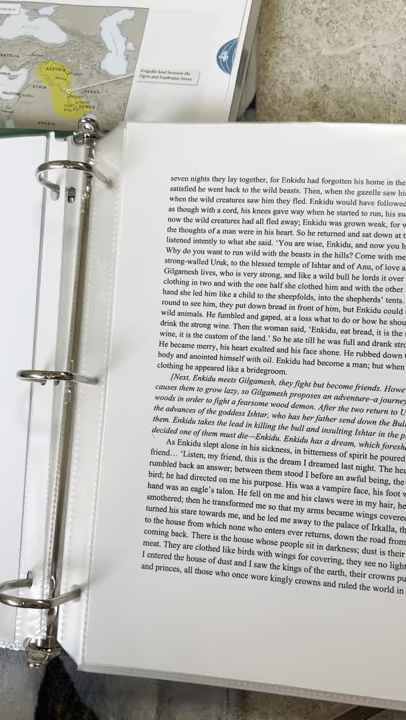 SYRIA
ARABIA
Irrigable land between the
Tigris and Euphrates rivers.
seven nights they lay together, for Enkidu had forgotten his home in the
satisfied he went back to the wild beasts. Then, when the gazelle saw hi
when the wild creatures saw him they fled. Enkidu would have followed
as though with a cord, his knees gave way when he started to run, his sw
now the wild creatures had all fled away; Enkidu was grown weak, for w
the thoughts of a man were in his heart. So he returned and sat down at t
listened intently to what she said. 'You are wise, Enkidu, and now you h
Why do you want to run wild with the beasts in the hills? Come with me
strong-walled Uruk, to the blessed temple of Ishtar and of Anu, of love a
Gilgamesh lives, who is very strong, and like a wild bull he lords it over
clothing in two and with the one half she clothed him and with the other
hand she led him like a child to the sheepfolds, into the shepherds' tents.
round to see him, they put down bread in front of him, but Enkidu could
wild animals. He fumbled and gaped, at a loss what to do or how he shou
drink the strong wine. Then the woman said, 'Enkidu, eat bread, it is the s
wine, it is the custom of the land.' So he ate till he was full and drank stro
He became merry, his heart exulted and his face shone. He rubbed down t
body and anointed himself with oil. Enkidu had become a man; but when
clothing he appeared like a bridegroom.
[Next, Enkidu meets Gilgamesh, they fight but become friends. Howe
causes them to grow lazy, so Gilgamesh proposes an adventure–a journey
woods in order to fight a fearsome wood demon. After the two return to U
the advances of the goddess Ishtar, who has her father send down the Bul
them. Enkidu takes the lead in killing the bull and insulting Ishtar in the p
decided one of them must die—Enkidu. Enkidu has a dream, which foresh
As Enkidu slept alone in his sickness, in bitterness of spirit he poured
friend... 'Listen, my friend, this is the dream I dreamed last night. The hea
rumbled back an answer; between them stood I before an awful being, the
bird; he had directed on me his purpose. His was a vampire face, his foot w
hand was an eagle's talon. He fell on me and his claws were in my hair, he
smothered; then he transformed me so that my arms became wings covered
turned his stare towards me, and he led me away to the palace of Irkalla, th
to the house from which none who enters ever returns, down the road from
coming back. There is the house whose people sit in darkness; dust is their
meat. They are clothed like birds with wings for covering, they see no light
I entered the house of dust and I saw the kings of the earth, their crowns pu
and princes, all those who once wore kingly crowns and ruled the world in